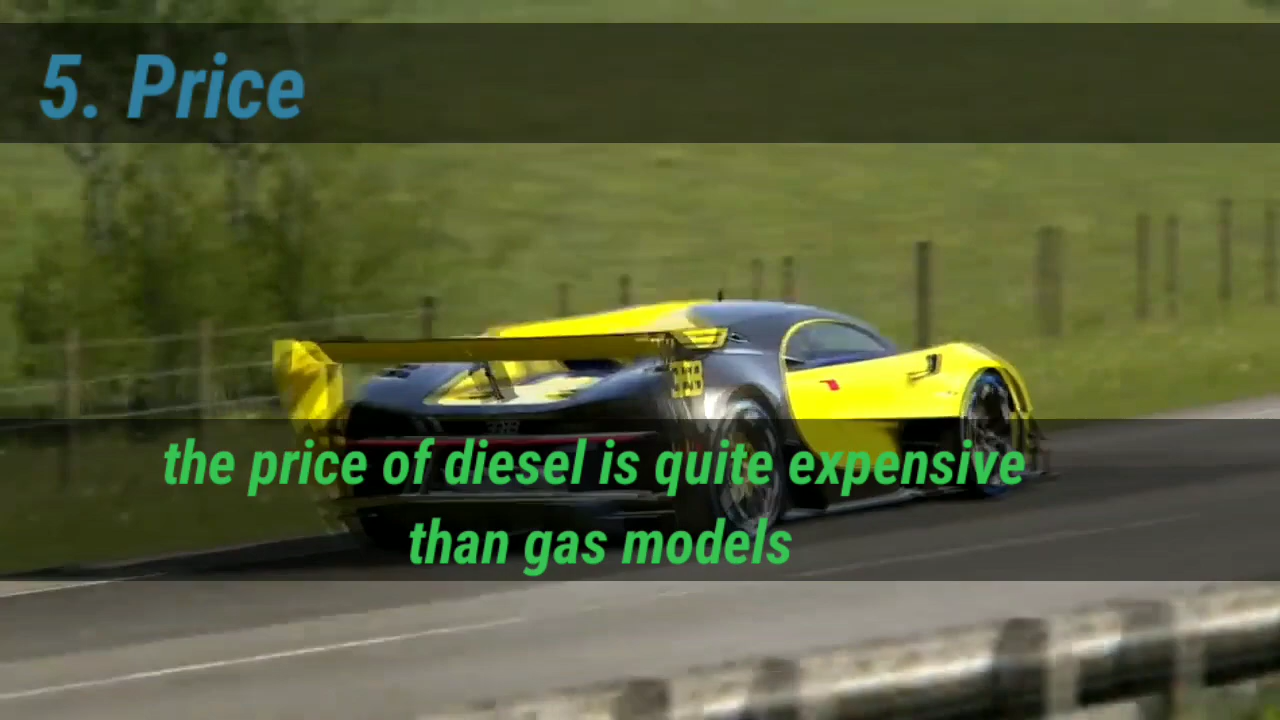 5. Price
the price of diesel is quite expensive
than gas models